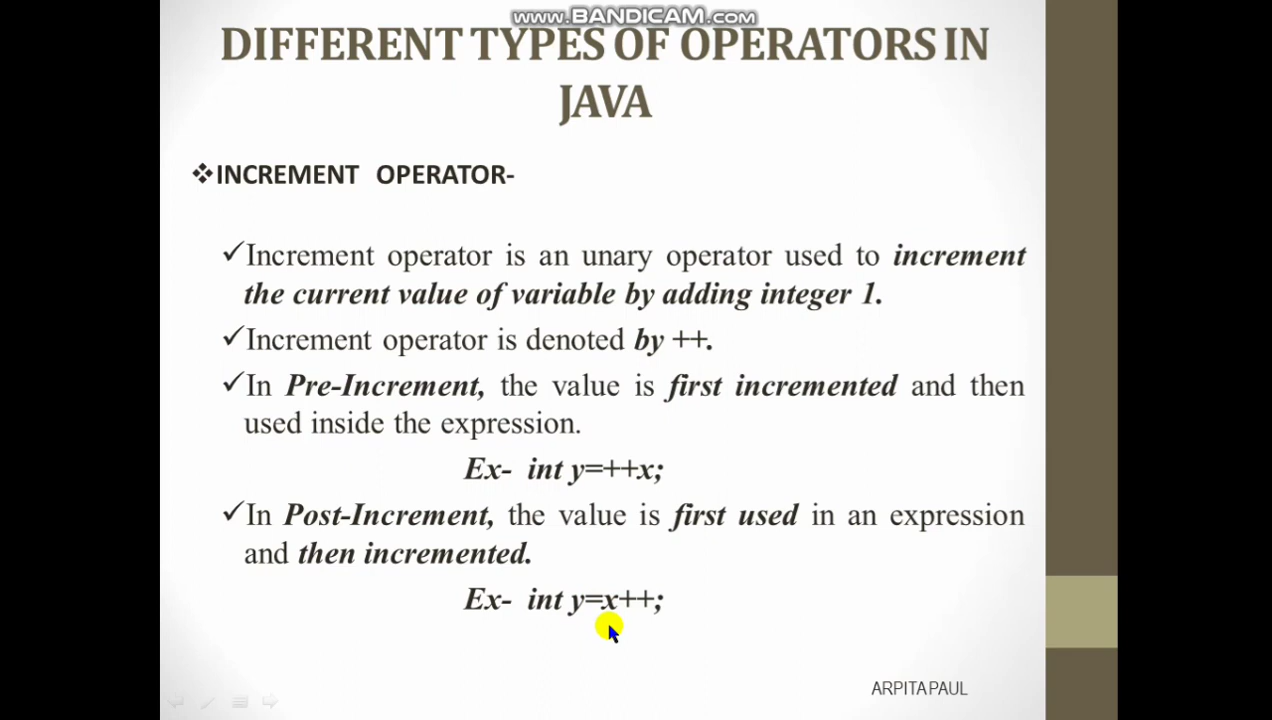 www.BANDICAM.com
DIFFERENT TYPES OF OPERATORS IN
JAVA
❖INCREMENT OPERATOR-
✓Increment operator is an unary operator used to increment
the current value of variable by adding integer 1.
✓Increment operator is denoted by ++.
✓In Pre-Increment, the value is first incremented and then
used inside the expression.
Ex- int y=++x;
✓In Post-Increment, the value is first used in an expression
and then incremented.
Ex- int y=x++;
ARPITA PAUL